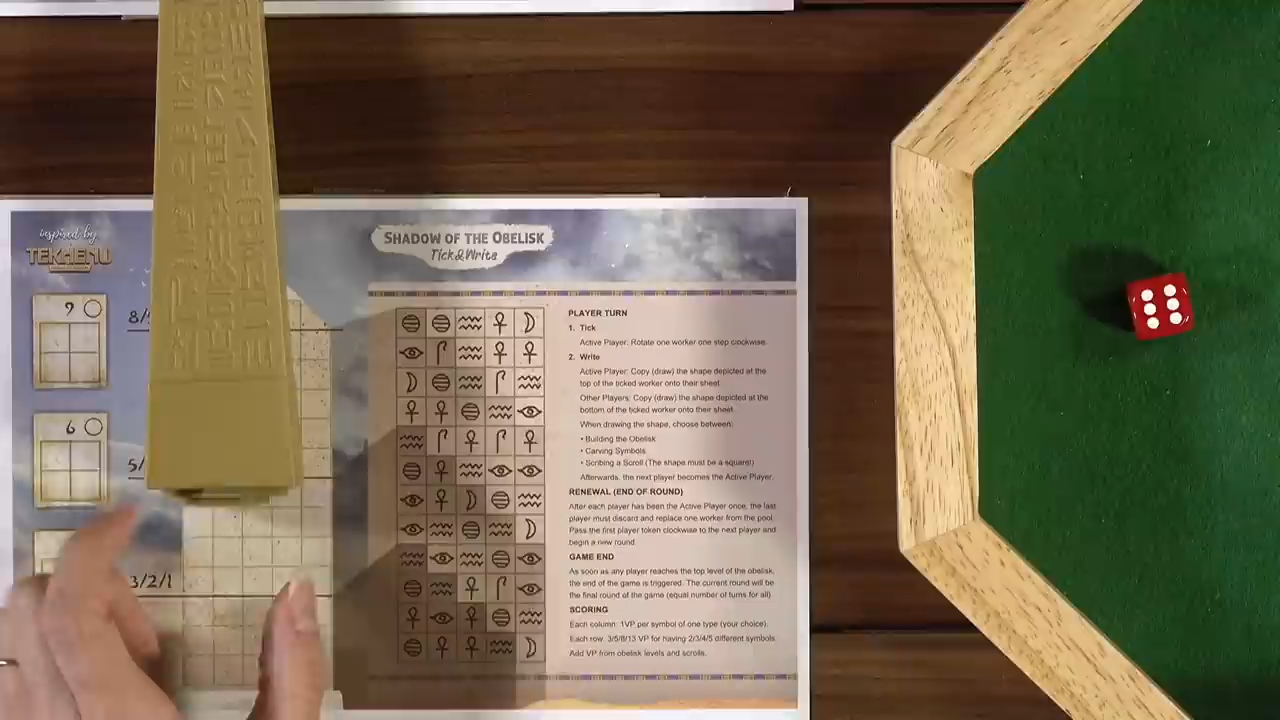 inspired by
TEKHENU
9
8/
6
5/
3/2/1
SHADOW OF THE OBELISK
Tick&Write
PLAYER TURN
1. Tick
Active Player: Rotate one worker one step clockwise.
2. Write
Active Player: Copy (draw) the shape depicted at the
top of the ticked worker onto their sheet.
Other Players: Copy (draw) the shape depicted at the
bottom of the ticked worker onto their sheet.
When drawing the shape, choose between:
• Building the Obelisk
• Carving Symbols
• Scribing a Scroll (The shape must be a square!)
Afterwards, the next player becomes the Active Player.
RENEWAL (END OF ROUND)
After each player has been the Active Player once, the last
player must discard and replace one worker from the pool.
Pass the first player token clockwise to the next player and
begin a new round.
GAME END
As soon as any player reaches the top level of the obelisk,
the end of the game is triggered. The current round will be
the final round of the game (equal number of turns for all).
SCORING
Each column: 1VP per symbol of one type (your choice).
Each row: 3/5/8/13 VP for having 2/3/4/5 different symbols.
Add VP from obelisk levels and scrolls.